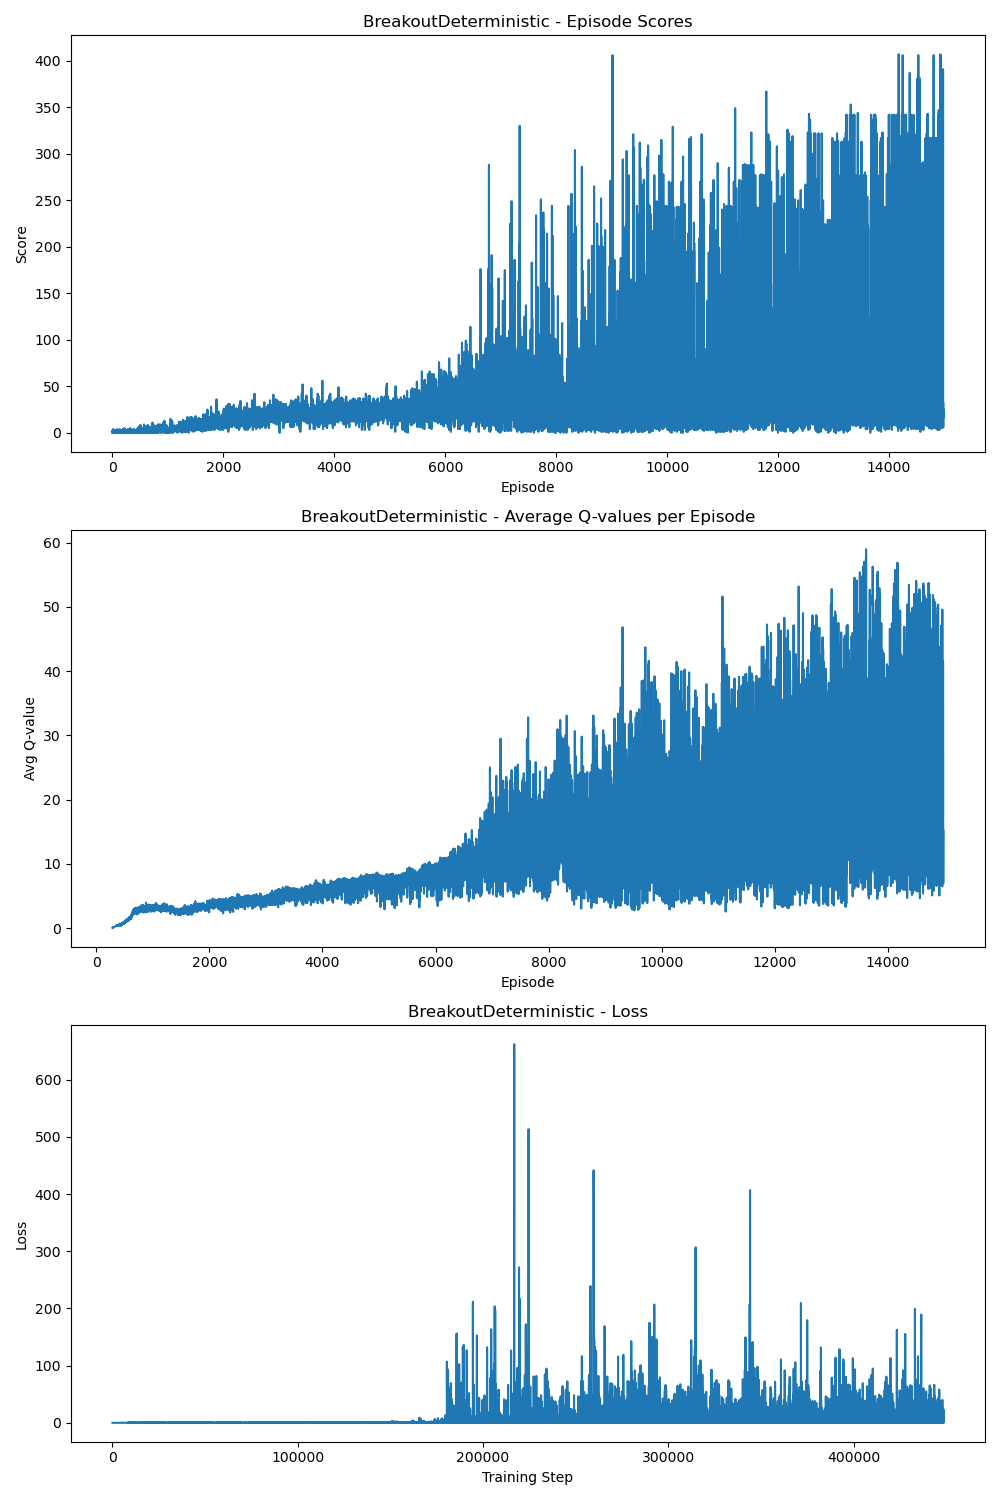 BreakoutDeterministic - Episode Scores
400
350
300
250
200
150
100
50
0
Score
0 2000 4000 6000 8000 10000 12000 14000
Episode
BreakoutDeterministic - Average Q-values per Episode
60
50
40
30
20
10
0
Avg Q-value
0 2000 4000 6000 8000 10000 12000 14000
Episode
BreakoutDeterministic - Loss
600
500
400
300
200
100
0
Loss
0 100000 200000 300000 400000
Training Step